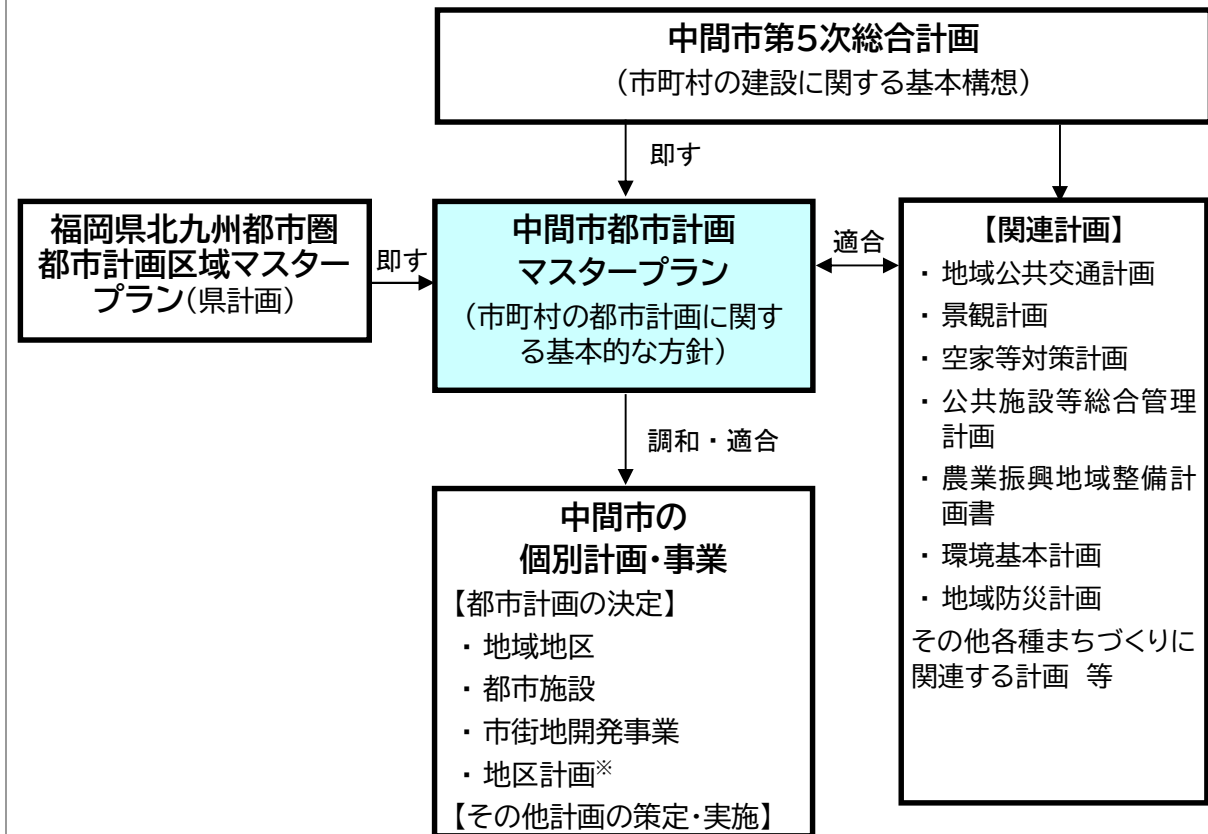 中間市第5次総合計画
（市町村の建設に関する基本構想）
即す
福岡県北九州都市圏
都市計画区域マスター
プラン（県計画）
即す
中間市都市計画
マスタープラン
（市町村の都市計画に関す
る基本的な方針）
適合
【関連計画】
・ 地域公共交通計画
・ 景観計画
・ 空家等対策計画
・ 公共施設等総合管理
計画
・ 農業振興地域整備計
画書
・ 環境基本計画
・ 地域防災計画
その他各種まちづくりに
関連する計画 等
調和・適合
中間市の
個別計画・事業
【都市計画の決定】
・ 地域地区
・ 都市施設
・ 市街地開発事業
・ 地区計画※
【その他計画の策定・実施】